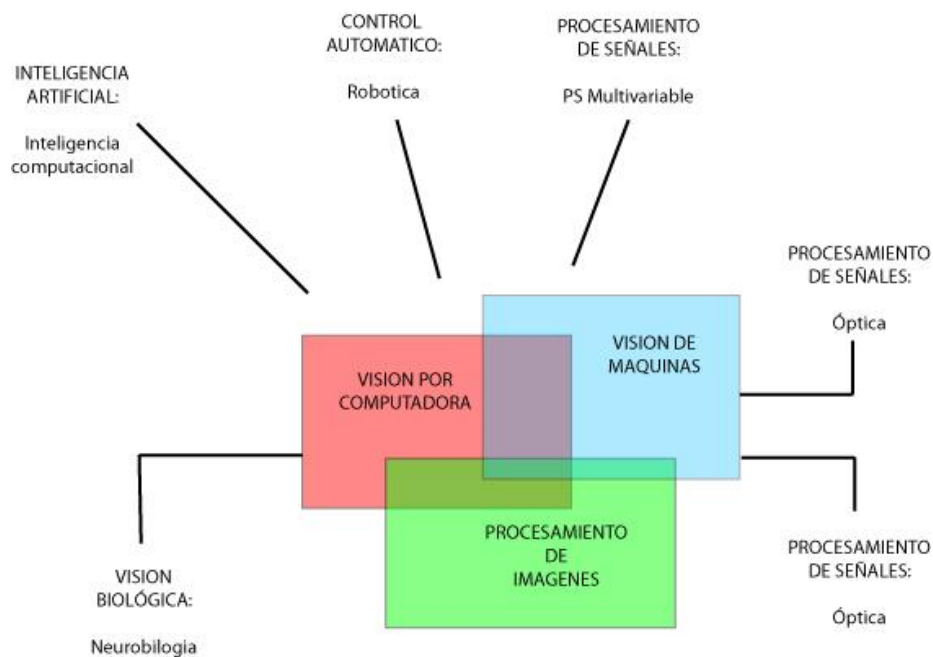 CONTROL
AUTOMATICO:
Robotica
PROCESAMIENTO
DE SEÑALES:
PS Multivariable
INTELIGENCIA
ARTIFICIAL:
Inteligencia
computacional
PROCESAMIENTO
DE SEÑALES:
Óptica
VISION DE
MAQUINAS
VISION POR
COMPUTADORA
PROCESAMIENTO
DE
IMAGENES
PROCESAMIENTO
DE SEÑALES:
Óptica
VISION
BIOLÓGICA:
Neurobilogia